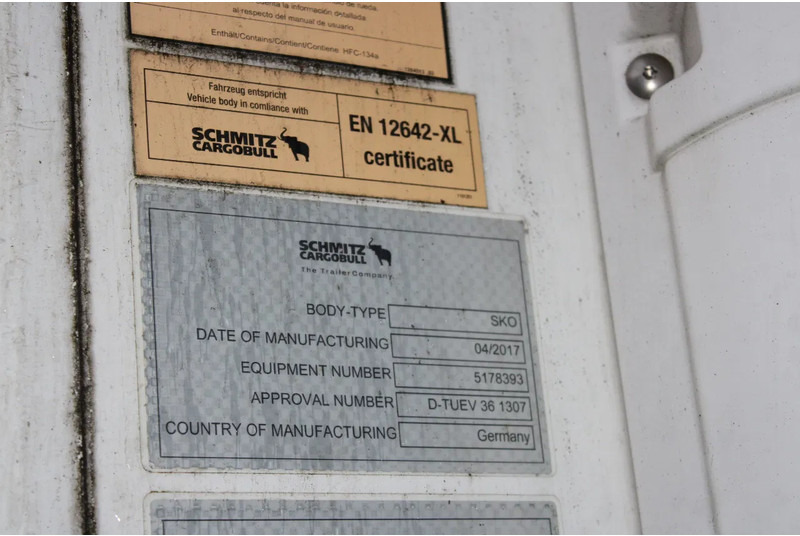 la información detallada
al respecto del manual de usuario.
Enthält/Contains/Contient/Contiene HFC-134a
Fahrzeug entspricht
Vehicle body in comliance with
SCHMITZ
CARGOBULL
EN 12642-XL
certificate
SCHMITZ
CARGOBULL
The TrailerCompany.
BODY-TYPE SKO
DATE OF MANUFACTURING 04/2017
EQUIPMENT NUMBER 5178393
APPROVAL NUMBER D-TUEV 36 1307
COUNTRY OF MANUFACTURING Germany